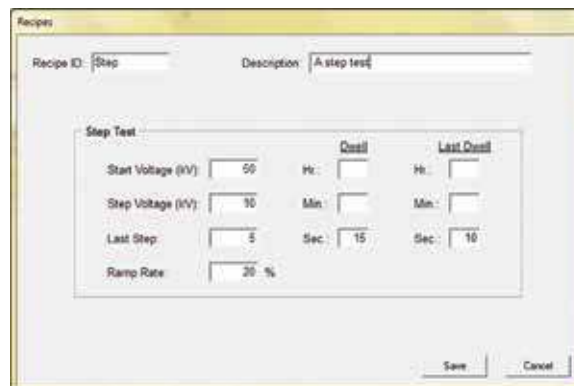 Recipes
Recipe ID: Step Description: A step test
Step Test
Dwell Last Dwell
Start Voltage (kV): 50 Hr.: Hr.:
Step Voltage (kV): 10 Min.: Min.:
Last Step: 5 Sec.: 15 Sec.: 10
Ramp Rate: 20 %
Save Cancel